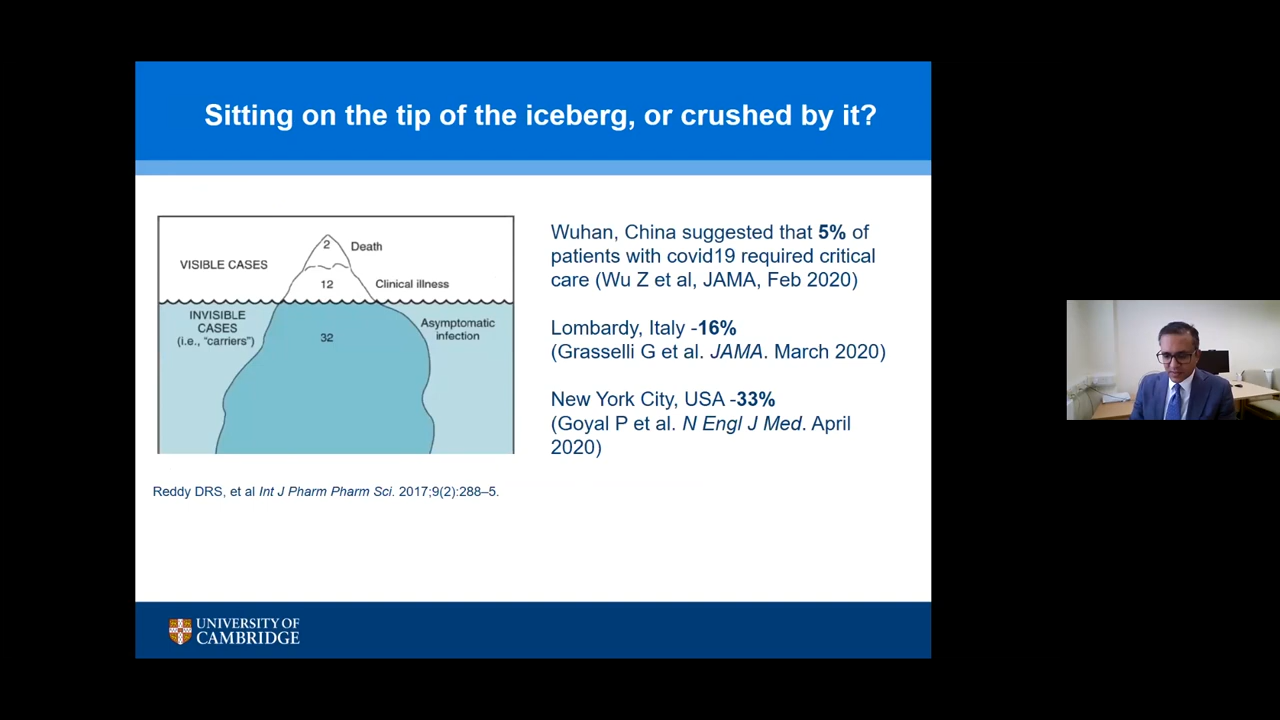 Sitting on the tip of the iceberg, or crushed by it?
2
Death
VISIBLE CASES
12
Clinical illness
INVISIBLE
CASES
(i.e., "carriers")
Asymptomatic
infection
32
Reddy DRS, et al Int J Pharm Pharm Sci. 2017;9(2):288–5.
Wuhan, China suggested that 5% of
patients with covid19 required critical
care (Wu Z et al, JAMA, Feb 2020)
Lombardy, Italy -16%
(Grasselli G et al. JAMA. March 2020)
New York City, USA -33%
(Goyal P et al. N Engl J Med. April
2020)
UNIVERSITY OF
CAMBRIDGE